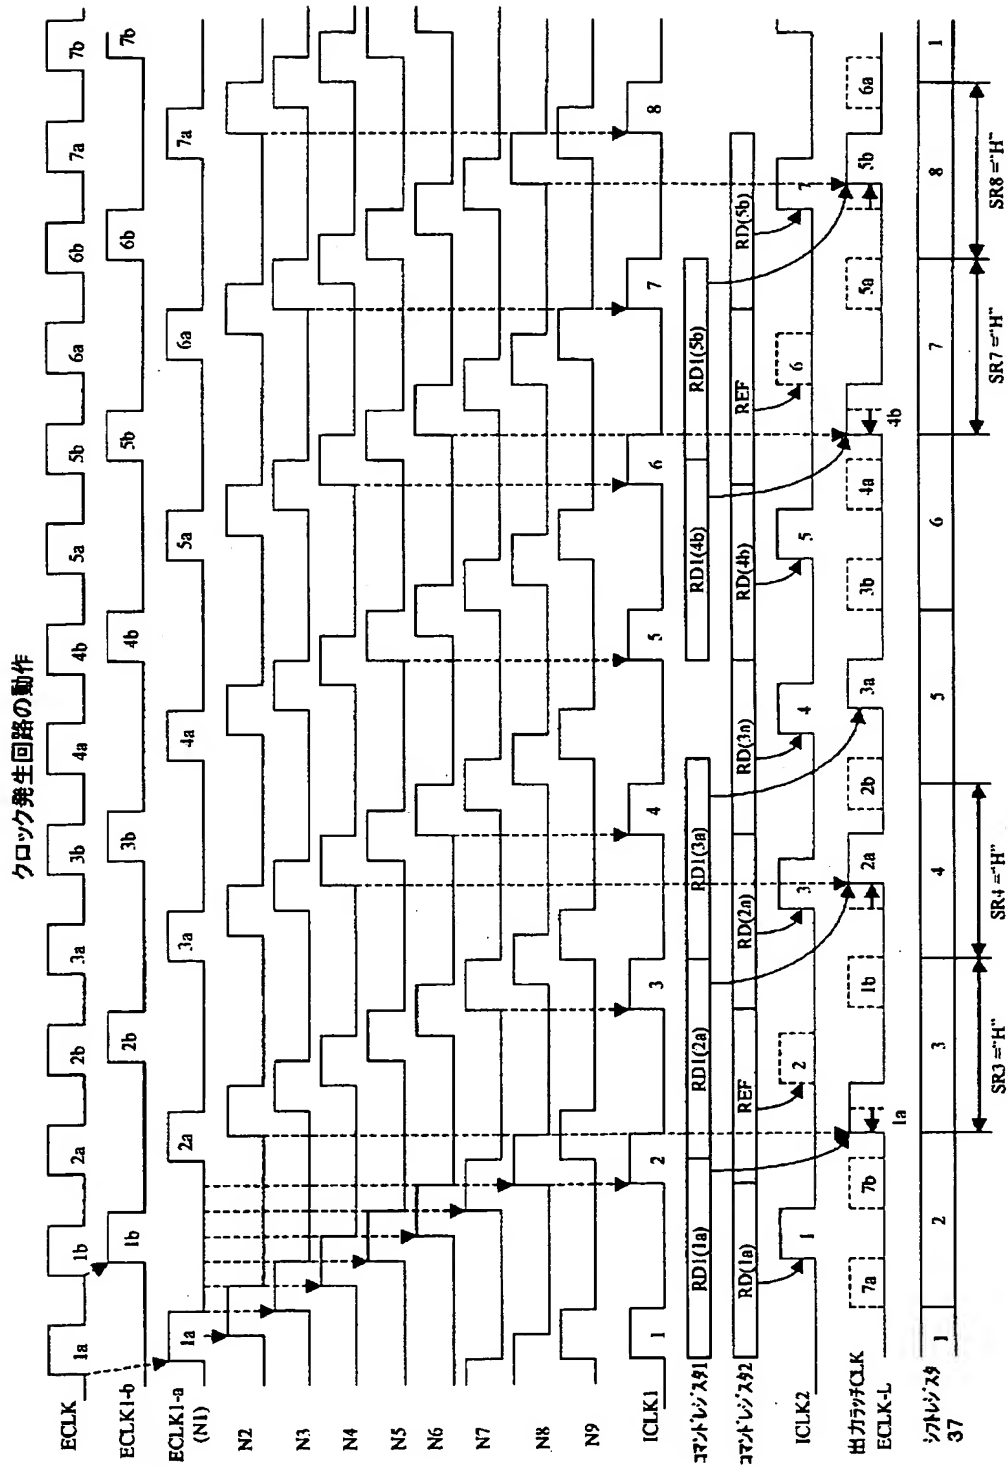 クロック発生回路の動作
ECLK 1a 1b 2a 2b 3a 3b 4a 4b 5a 5b 6a 6b 7a 7b
ECLK1-b 1b 2b 3b 4b 5b 6b 7b
ECLK1-a (N1) 1a 2a 3a 4a 5a 6a 7a
N2
N3
N4
N5
N6
N7
N8
N9
ICLK1 1 2 3 4 5 6 7 8
コマンドレジスタ1 RD1(1a) RD1(2a) RD1(3a) RD1(4b) RD1(5b)
コマンドレジスタ2 RD(1a) REF RD(2a) RD(3a) RD(4b) REF RD(5b)
ICLK2 1 2 3 4 5 6 7
出力ラッチCLK
ECLK-L 7a 7b 1a 1b 2a 2b 3a 3b 4a 4b 5a 5b 6a
シフトレジスタ
37 1 2 3 4 5 6 7 8 1
SR3="H" SR4="H" SR7="H" SR8="H"